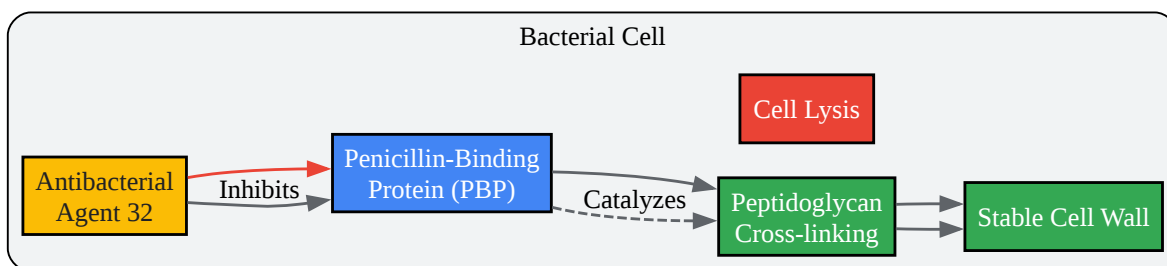 Bacterial Cell
Cell Lysis
Antibacterial
Agent 32
Inhibits
Penicillin-Binding
Protein (PBP)
Catalyzes
Peptidoglycan
Cross-linking
Stable Cell Wall